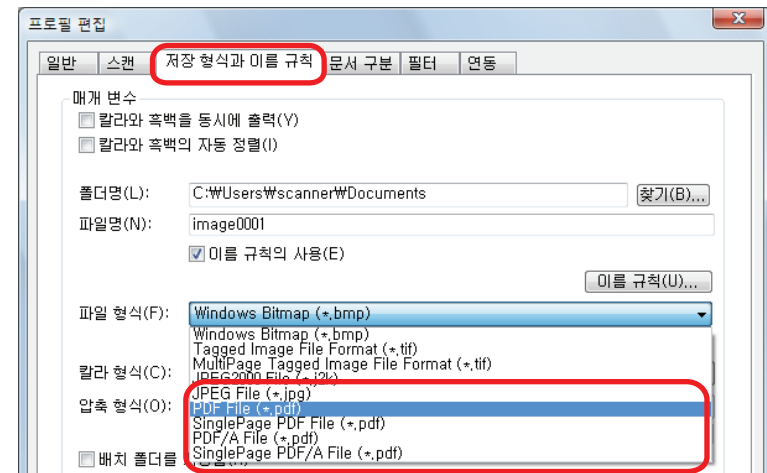 프로필 편집
일반 스캔 저장 형식과 이름 규칙 문서 구분 필터 연동
매개 변수
칼라와 흑백을 동시에 출력(Y)
칼라와 흑백의 자동 정렬(I)
폴더명(L): C:₩Users₩scanner₩Documents 찾기(B)...
파일명(N): image0001
이름 규칙의 사용(E)
이름 규칙(U)...
파일 형식(F): Windows Bitmap (*.bmp)
Windows Bitmap (*.bmp)
Tagged Image File Format (*.tif)
MultiPage Tagged Image File Format (*.tif)
칼라 형식(C): JPEG2000 File (*.j2k)
JPEG File (*.jpg)
압축 형식(O): PDF File (*.pdf)
SinglePage PDF File (*.pdf)
PDF/A File (*.pdf)
배치 폴더를 SinglePage PDF/A File (*.pdf)